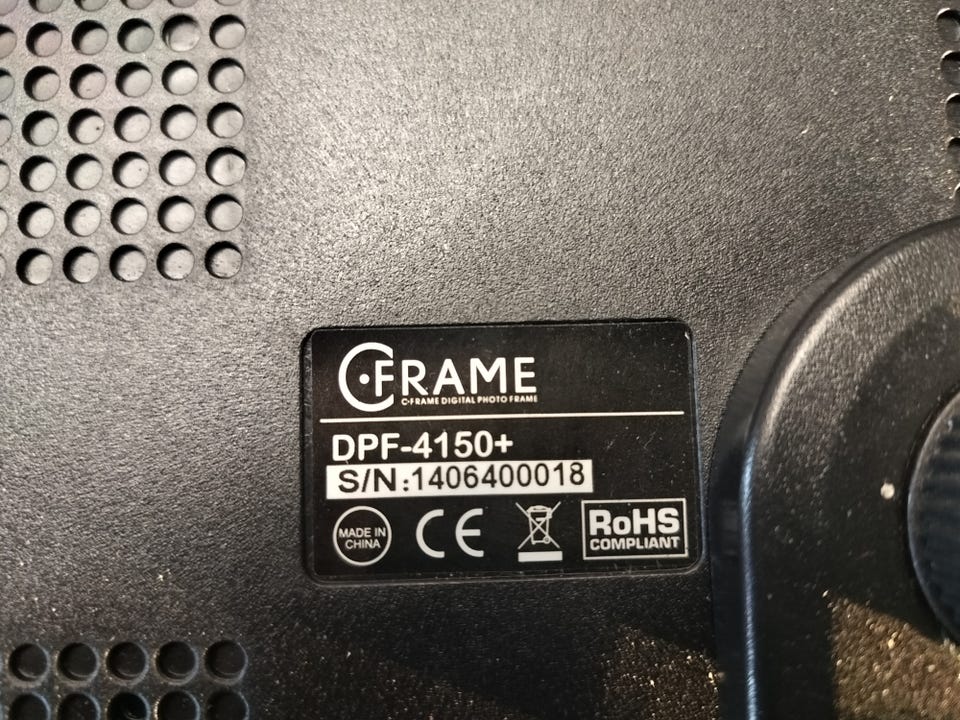 C·FRAME
C·FRAME DIGITAL PHOTO FRAME
DPF-4150+
S/N:1406400018
MADE IN
CHINA
CE
RoHS
COMPLIANT